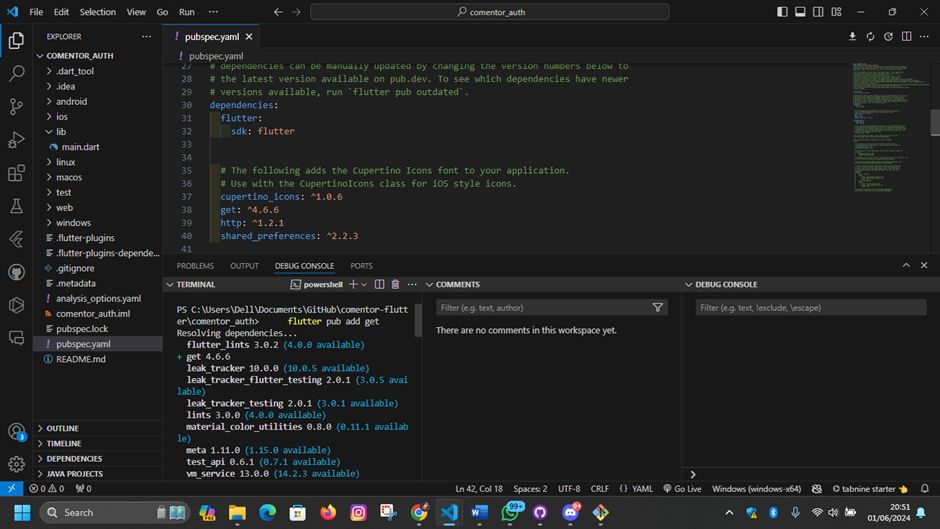 File Edit Selection View Go Run ··· comentor_auth
EXPLORER ···
COMENTOR_AUTH
.dart_tool
.idea
android
ios
lib
main.dart
linux
macos
test
web
windows
.flutter-plugins
.flutter-plugins-depende...
.gitignore
.metadata
analysis_options.yaml
comentor_auth.iml
pubspec.lock
pubspec.yaml
README.md
OUTLINE
TIMELINE
DEPENDENCIES
JAVA PROJECTS
3
! pubspec.yaml ×
! pubspec.yaml
27 # dependencies can be manually updated by changing the version numbers below to
28 # the latest version available on pub.dev. To see which dependencies have newer
29 # versions available, run `flutter pub outdated`.
30 dependencies:
31 flutter:
32 sdk: flutter
33
34
35 # The following adds the Cupertino Icons font to your application.
36 # Use with the CupertinoIcons class for iOS style icons.
37 cupertino_icons: ^1.0.6
38 get: ^4.6.6
39 http: ^1.2.1
40 shared_preferences: ^2.2.3
41
PROBLEMS OUTPUT DEBUG CONSOLE PORTS
TERMINAL powershell
PS C:\Users\Dell\Documents\GitHub\comentor-flutt
er\comentor_auth> flutter pub add get
Resolving dependencies...
flutter_lints 3.0.2 (4.0.0 available)
+ get 4.6.6
leak_tracker 10.0.0 (10.0.5 available)
leak_tracker_flutter_testing 2.0.1 (3.0.5 avai
lable)
leak_tracker_testing 2.0.1 (3.0.1 available)
lints 3.0.0 (4.0.0 available)
material_color_utilities 0.8.0 (0.11.1 availab
le)
meta 1.11.0 (1.15.0 available)
test_api 0.6.1 (0.7.1 available)
vm_service 13.0.0 (14.2.3 available)
COMMENTS
Filter (e.g. text, author)
There are no comments in this workspace yet.
DEBUG CONSOLE
Filter (e.g. text, !exclude, \escape)
0 0 0 Ln 42, Col 18 Spaces: 2 UTF-8 CRLF {} YAML Go Live Windows (windows-x64) tabnine starter
Search 99+ 20:51
01/06/2024